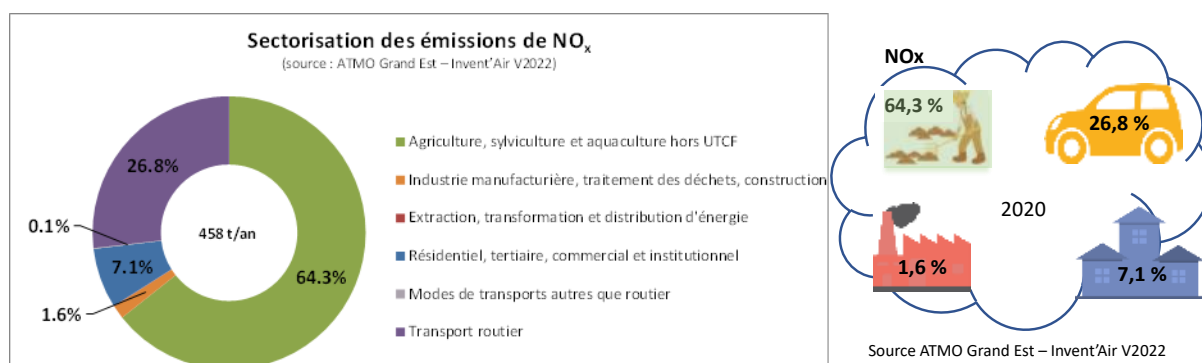 Sectorisation des émissions de NOx
(source : ATMO Grand Est – Invent'Air V2022)
26.8%
0.1%
7.1%
1.6%
458 t/an
64.3%
Agriculture, sylviculture et aquaculture hors UTCF
Industrie manufacturière, traitement des déchets, construction
Extraction, transformation et distribution d'énergie
Résidentiel, tertiaire, commercial et institutionnel
Modes de transports autres que routier
Transport routier
NOx
64,3 %
26,8 %
2020
1,6 %
7,1 %
Source ATMO Grand Est – Invent'Air V2022